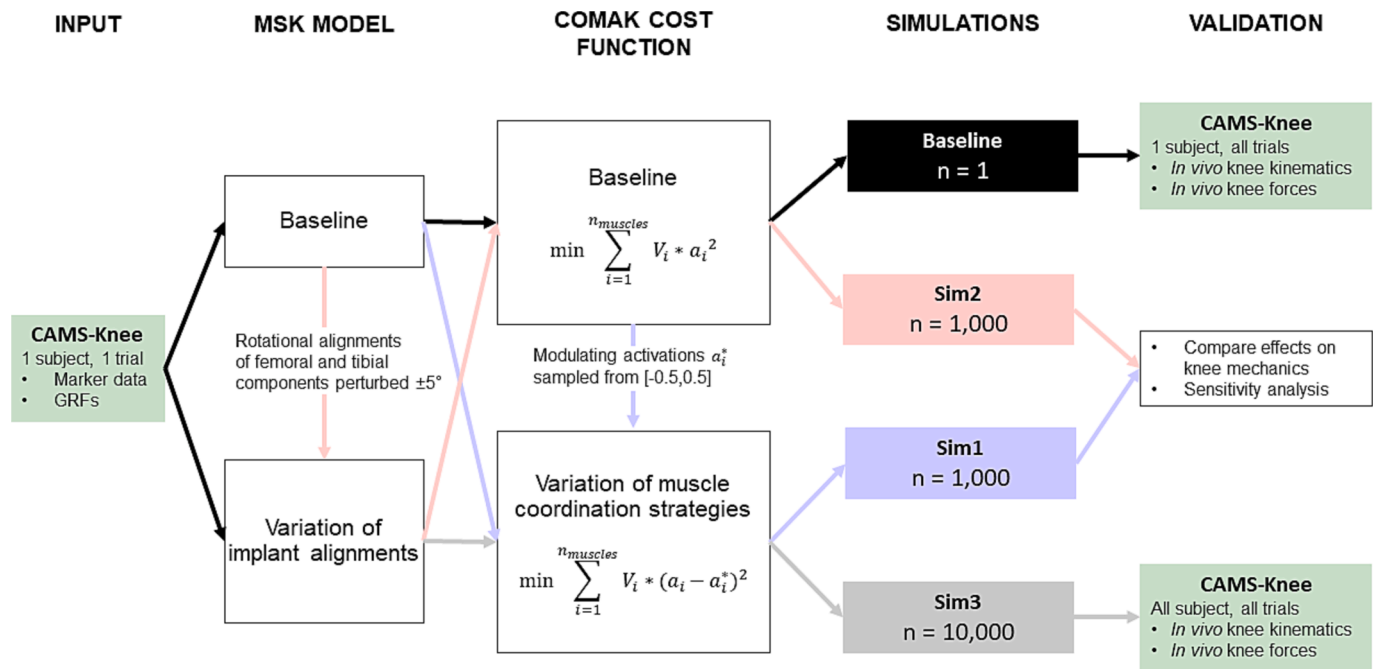 INPUT
MSK MODEL
COMAK COST
FUNCTION
SIMULATIONS
VALIDATION
CAMS-Knee
1 subject, 1 trial
• Marker data
• GRFs
Baseline
Rotational alignments
of femoral and tibial
components perturbed ±5°
Variation of
implant alignments
Baseline
min ∑_{i=1}^{n_{muscles}} V_i * a_i^2
Modulating activations a_i^*
sampled from [-0.5,0.5]
Variation of muscle
coordination strategies
min ∑_{i=1}^{n_{muscles}} V_i * (a_i − a_i^*)^2
Baseline
n = 1
Sim2
n = 1,000
Sim1
n = 1,000
Sim3
n = 10,000
CAMS-Knee
1 subject, all trials
• In vivo knee kinematics
• In vivo knee forces
• Compare effects on
knee mechanics
• Sensitivity analysis
CAMS-Knee
All subject, all trials
• In vivo knee kinematics
• In vivo knee forces